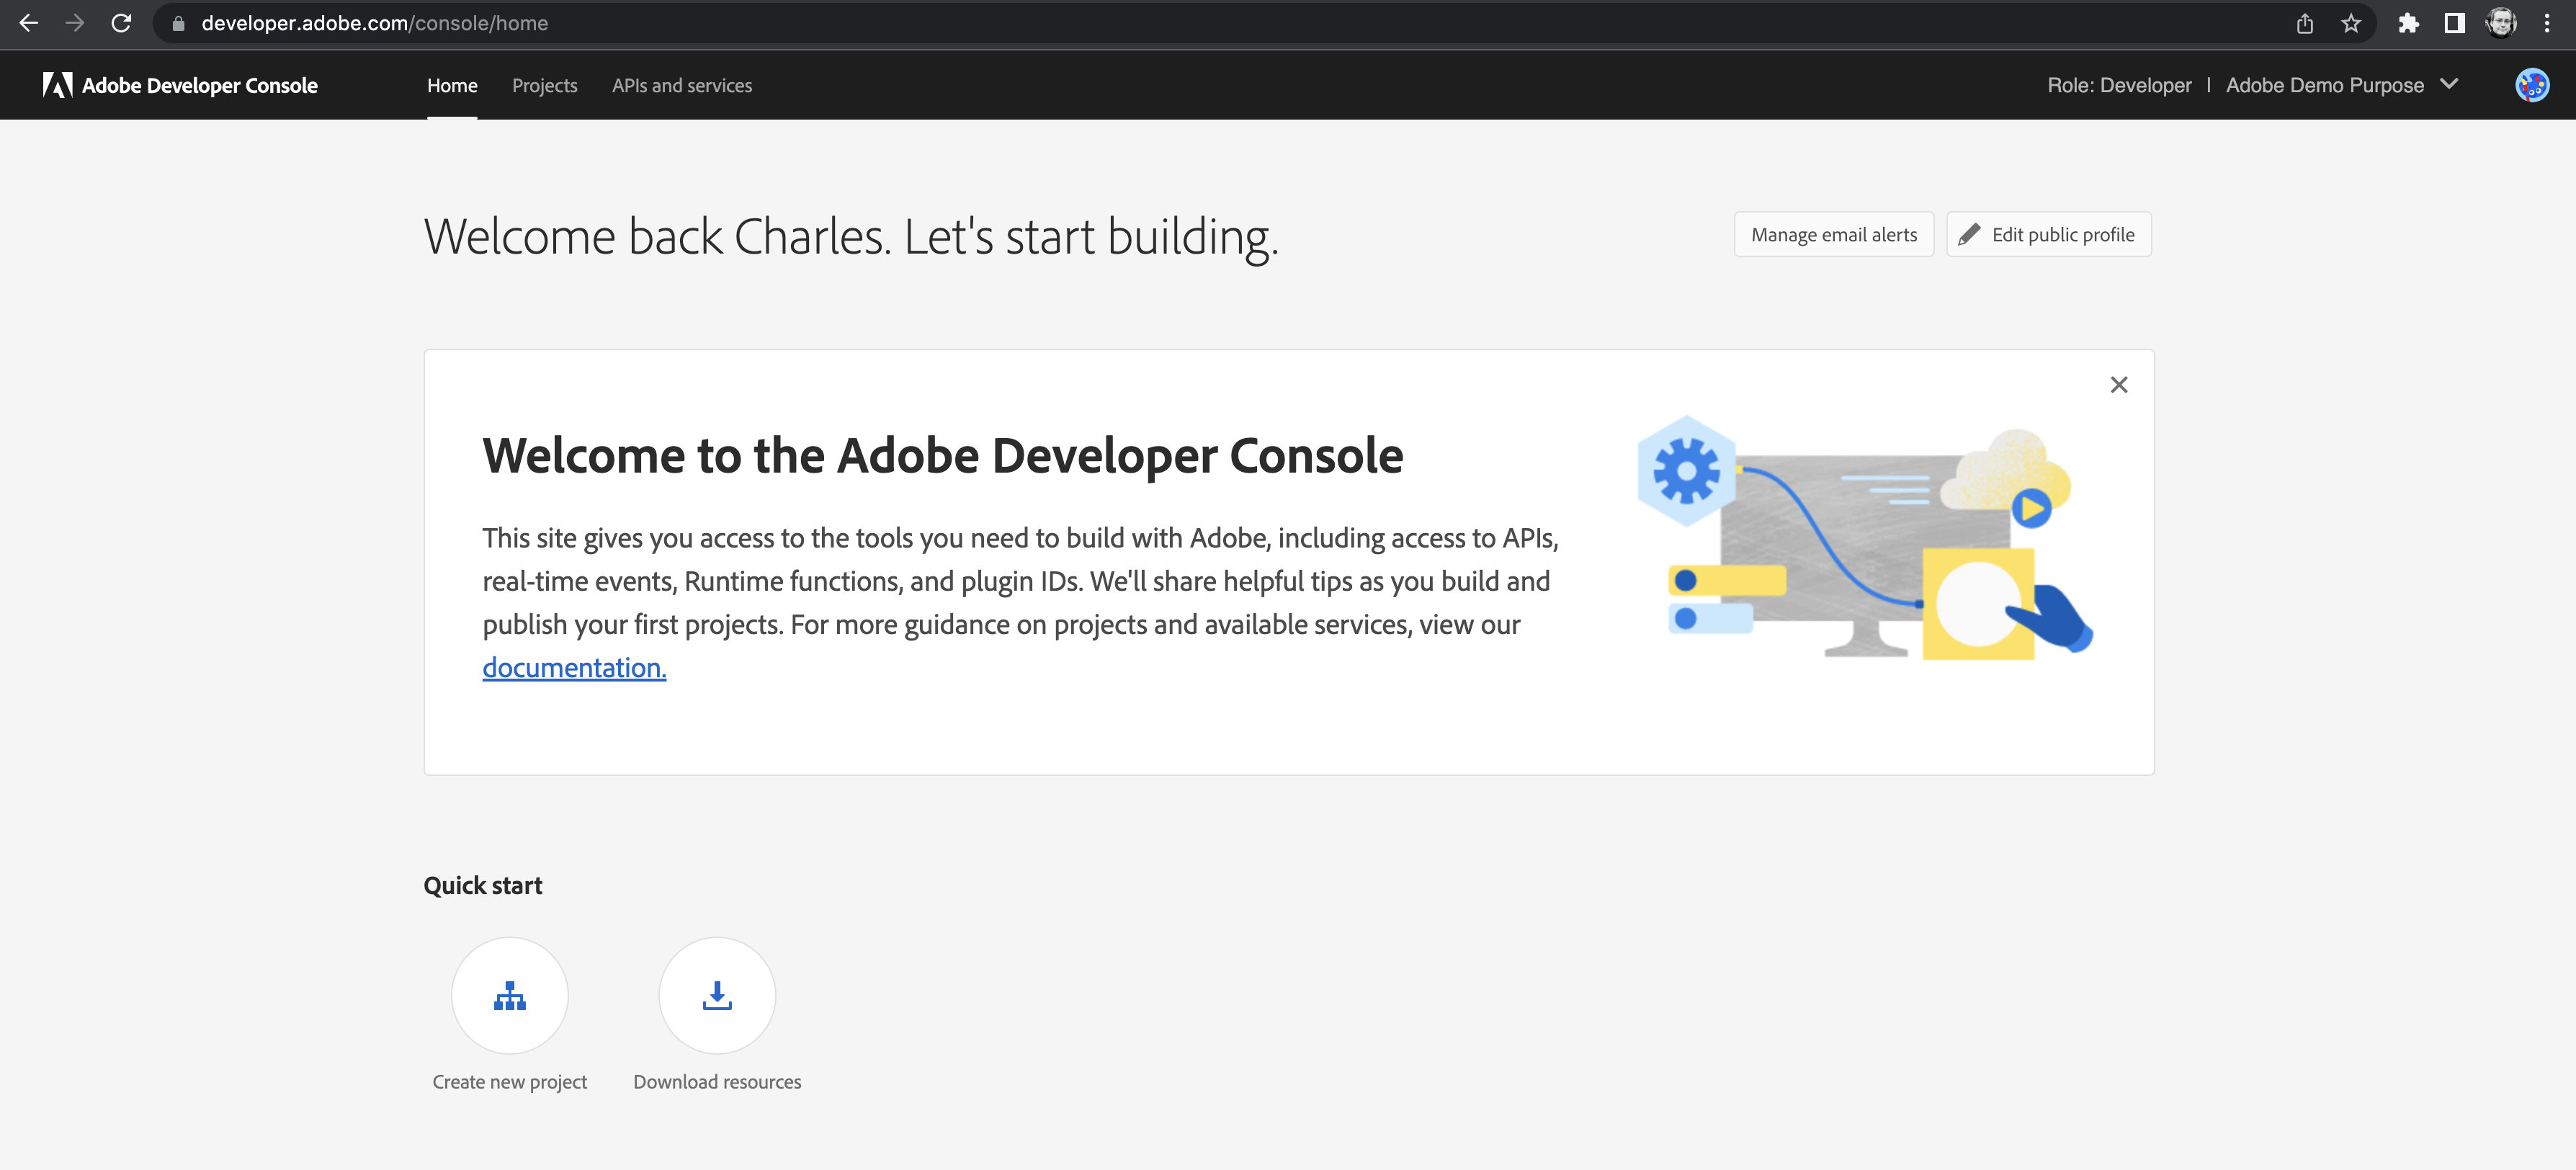 developer.adobe.com/console/home
Adobe Developer Console Home Projects APIs and services Role: Developer | Adobe Demo Purpose
Welcome back Charles. Let's start building. Manage email alerts Edit public profile
Welcome to the Adobe Developer Console
This site gives you access to the tools you need to build with Adobe, including access to APIs,
real-time events, Runtime functions, and plugin IDs. We'll share helpful tips as you build and
publish your first projects. For more guidance on projects and available services, view our
documentation.
Quick start
Create new project Download resources